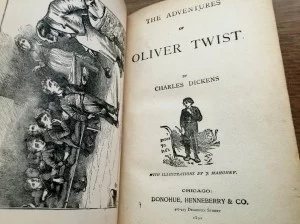 THE ADVENTURES
OF
OLIVER TWIST.
BY
CHARLES DICKENS
WITH ILLUSTRATIONS BY J. MAHONEY.
CHICAGO:
DONOHUE, HENNEBERRY & CO.